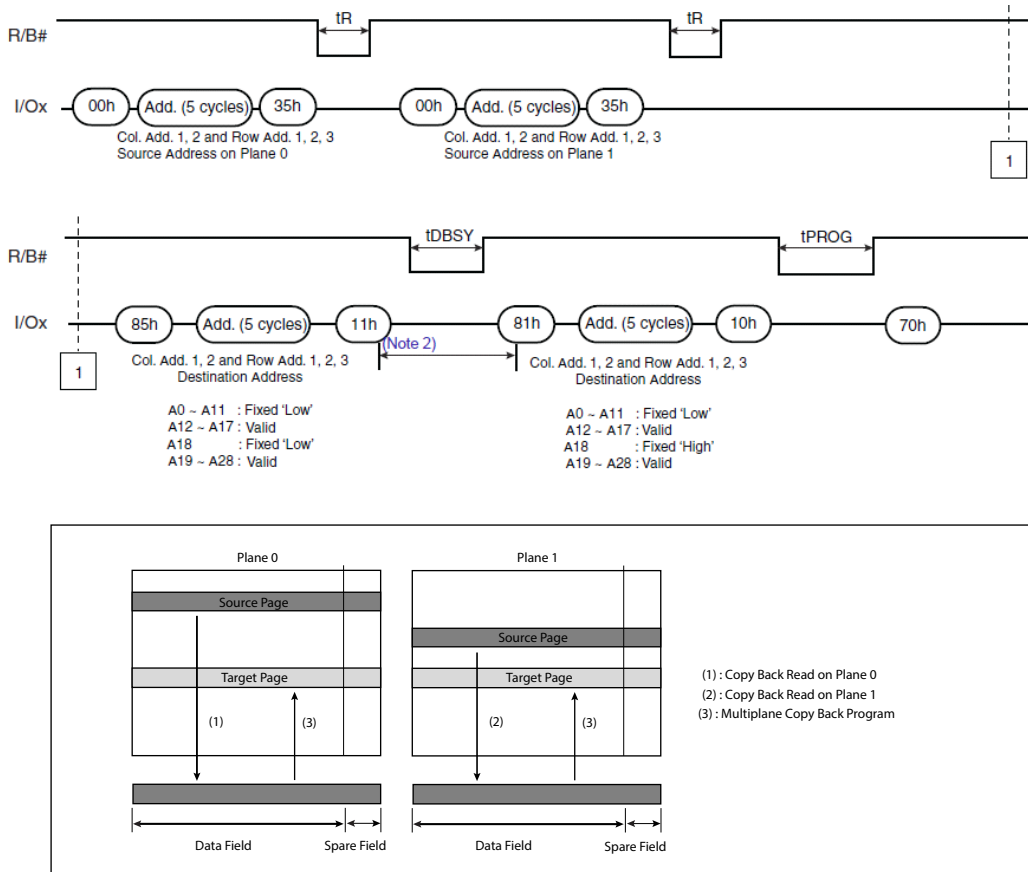 tR tR
R/B#
I/Ox 00h Add. (5 cycles) 35h 00h Add. (5 cycles) 35h
Col. Add. 1, 2 and Row Add. 1, 2, 3
Source Address on Plane 0
Col. Add. 1, 2 and Row Add. 1, 2, 3
Source Address on Plane 1
1
tDBSY tPROG
R/B#
I/Ox 85h Add. (5 cycles) 11h 81h Add. (5 cycles) 10h 70h
(Note 2)
1
Col. Add. 1, 2 and Row Add. 1, 2, 3
Destination Address
A0 ~ A11 : Fixed 'Low'
A12 ~ A17 : Valid
A18 : Fixed 'Low'
A19 ~ A28 : Valid
Col. Add. 1, 2 and Row Add. 1, 2, 3
Destination Address
A0 ~ A11 : Fixed 'Low'
A12 ~ A17 : Valid
A18 : Fixed 'High'
A19 ~ A28 : Valid
Plane 0
Source Page
Target Page
(1) (3)
Data Field Spare Field
Plane 1
Source Page
Target Page
(2) (3)
Data Field Spare Field
(1) : Copy Back Read on Plane 0
(2) : Copy Back Read on Plane 1
(3) : Multiplane Copy Back Program